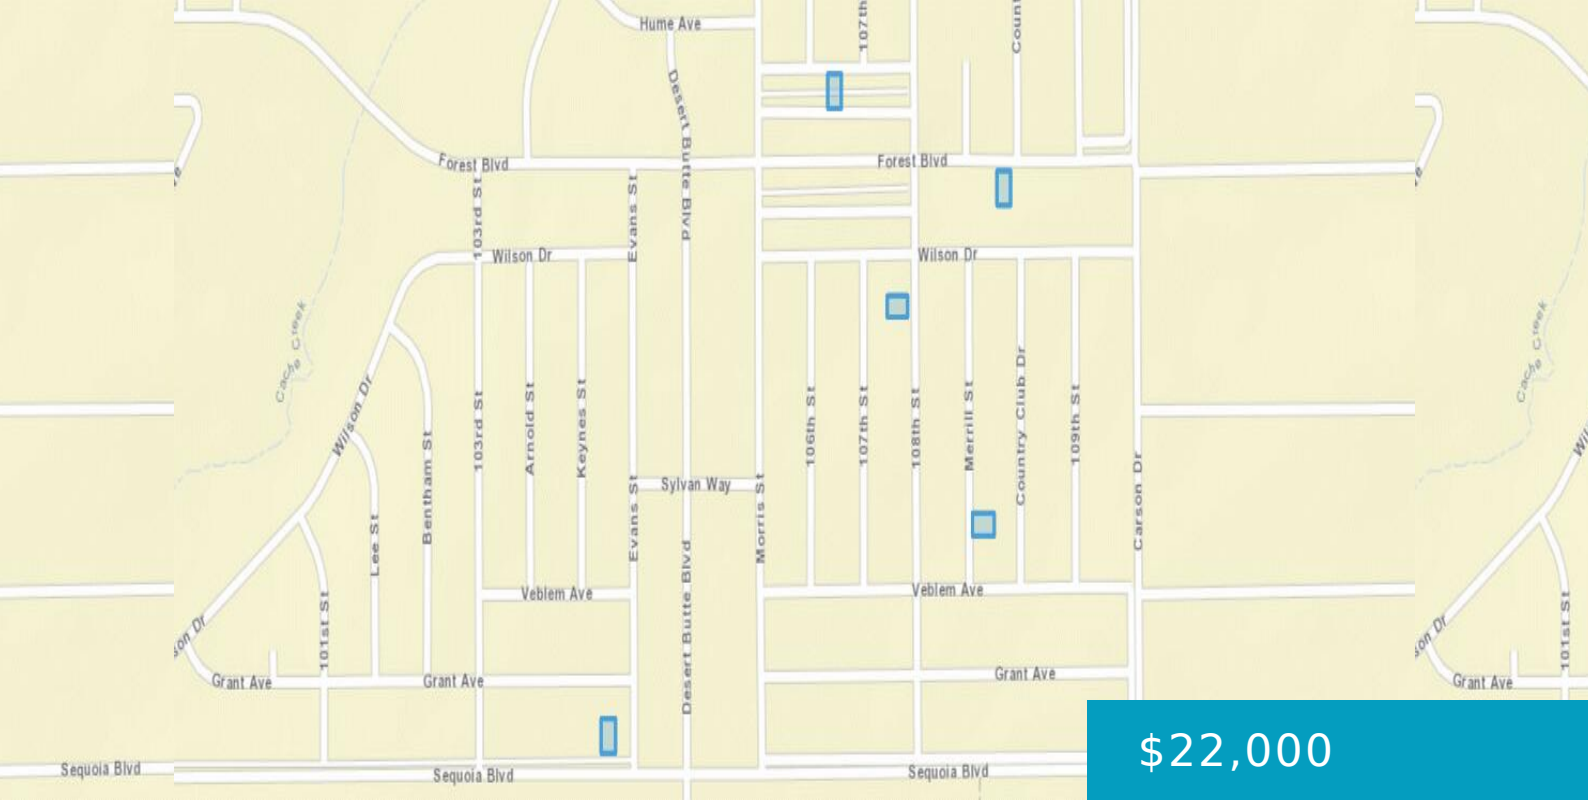 Hume Ave
107th
Count
Desert Butte Blvd
Forest Blvd
Forest Blvd
103rd St
Evans St
Wilson Dr
Wilson Dr
Cache Creek
Cache Creek
Wilson Dr
Bentham St
103rd St
Arnold St
Keynes St
106th St
107th St
108th St
Merrill St
Country Club Dr
109th St
Carson Dr
Sylvan Way
Evans St
Morris St
Lee St
Desert Butte Blvd
Veblem Ave
Veblem Ave
101st St
101st St
son Dr
son Dr
Grant Ave
Grant Ave
Grant Ave
Grant Ave
Sequoia Blvd
Sequoia Blvd
Sequoia Blvd
$22,000